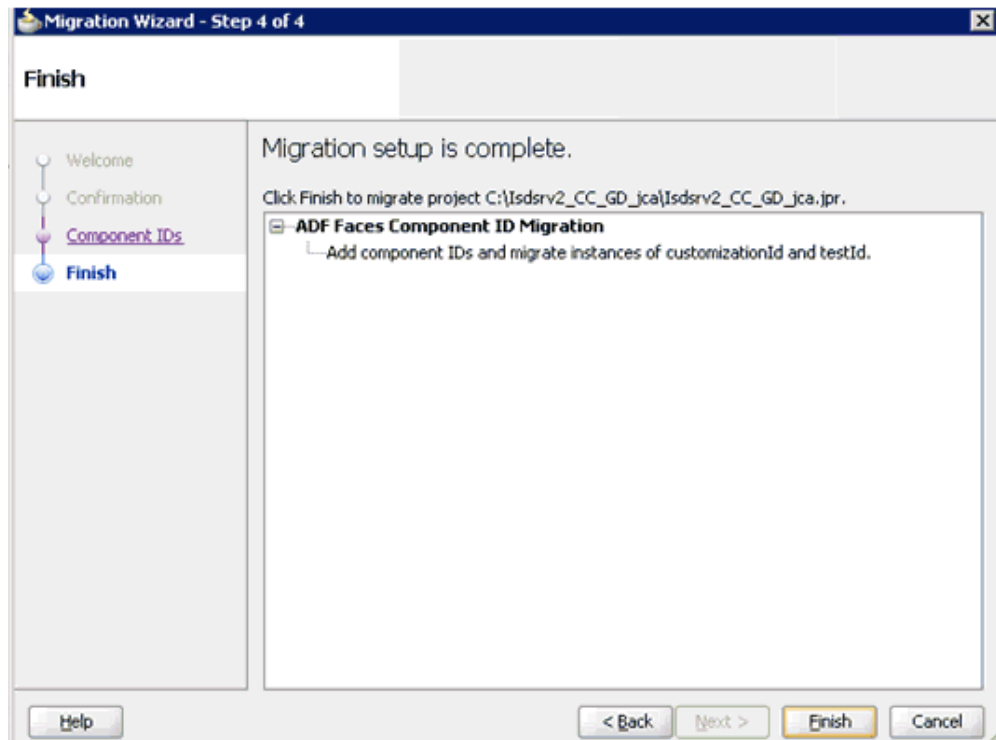 Migration Wizard - Step 4 of 4
Finish
Welcome
Confirmation
Component IDs
Finish
Migration setup is complete.
Click Finish to migrate project C:\Isdsrv2_CC_GD_jca\Isdsrv2_CC_GD_jca.jpr.
ADF Faces Component ID Migration
Add component IDs and migrate instances of customizationId and testId.
Help
< Back
Next >
Finish
Cancel